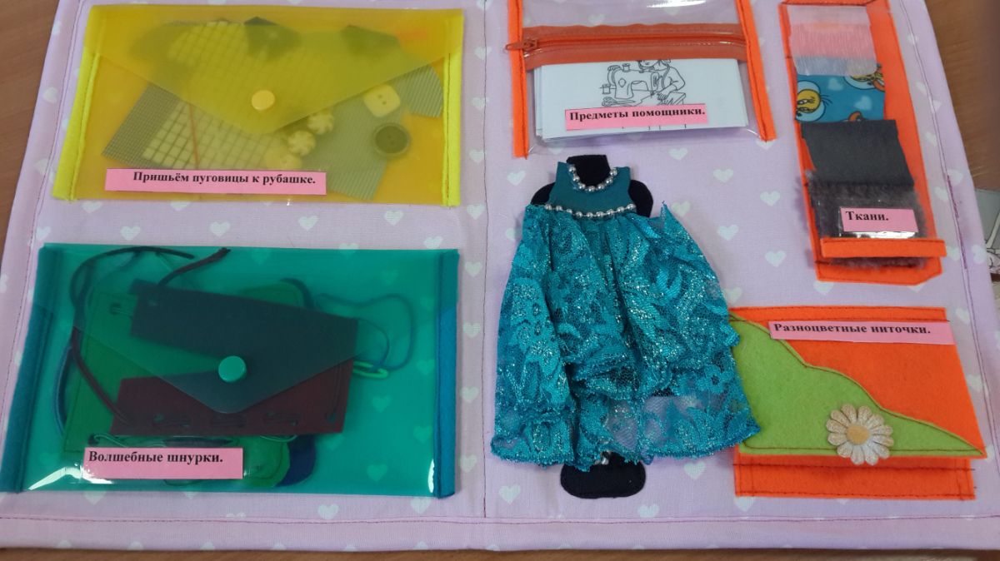 Пришьём пуговицы к рубашке.
Волшебные шнурки.
Предметы помощники.
Ткани.
Разноцветные ниточки.